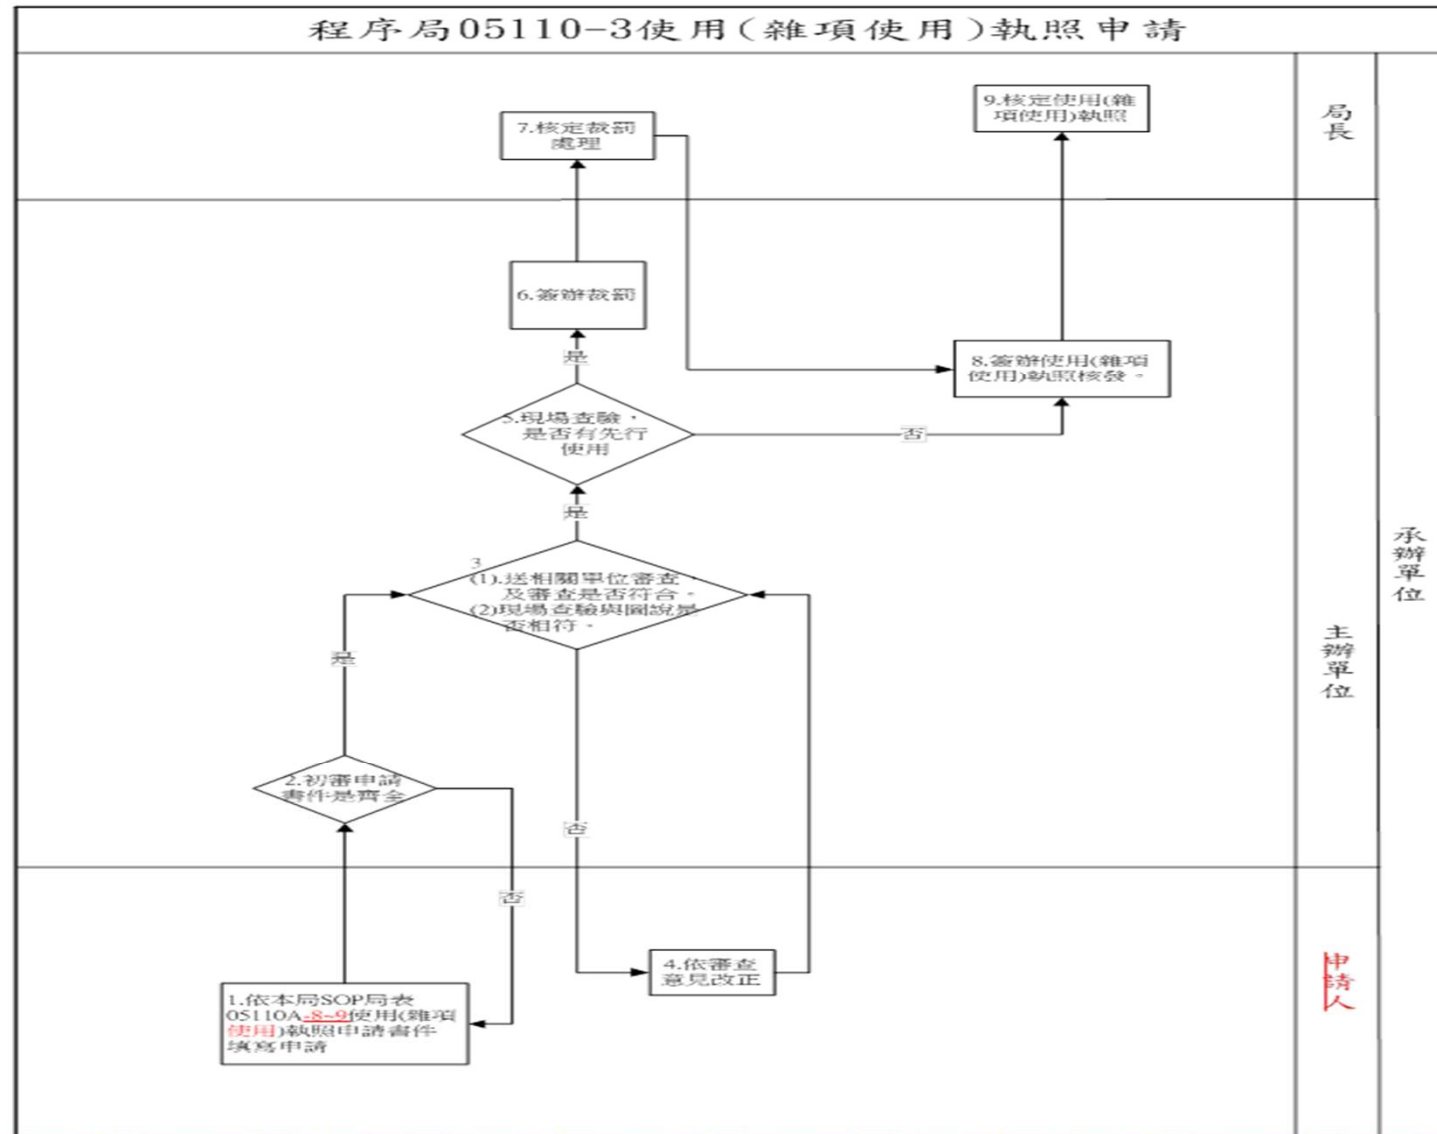 程序局05110-3使用(雜項使用)執照申請
9.核定使用(雜
項使用)執照
局長
7.核定裁罰
處理
6.簽辦裁罰
是
8.簽辦使用(雜項
使用)執照核發。
5.現場查驗，
是否有先行
使用
否
是
3
(1).送相關單位審查，
及審查是否符合。
(2)現場查驗與圖說是
否相符。
承辦單位
主辦單位
是
2.初審申請
書件是齊全
否
否
4.依審查
意見改正
申請人
1.依本局SOP局表
05110A-8~9使用(雜項
使用)執照申請書件
填寫申請